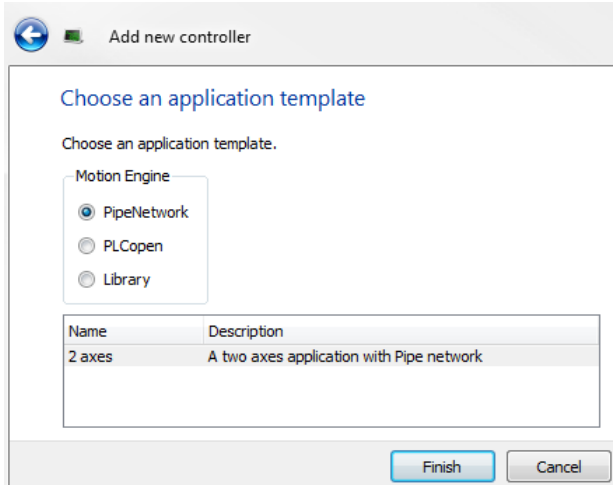 Add new controller
Choose an application template
Choose an application template.
Motion Engine
PipeNetwork
PLCopen
Library
Name Description
2 axes A two axes application with Pipe network
Finish Cancel